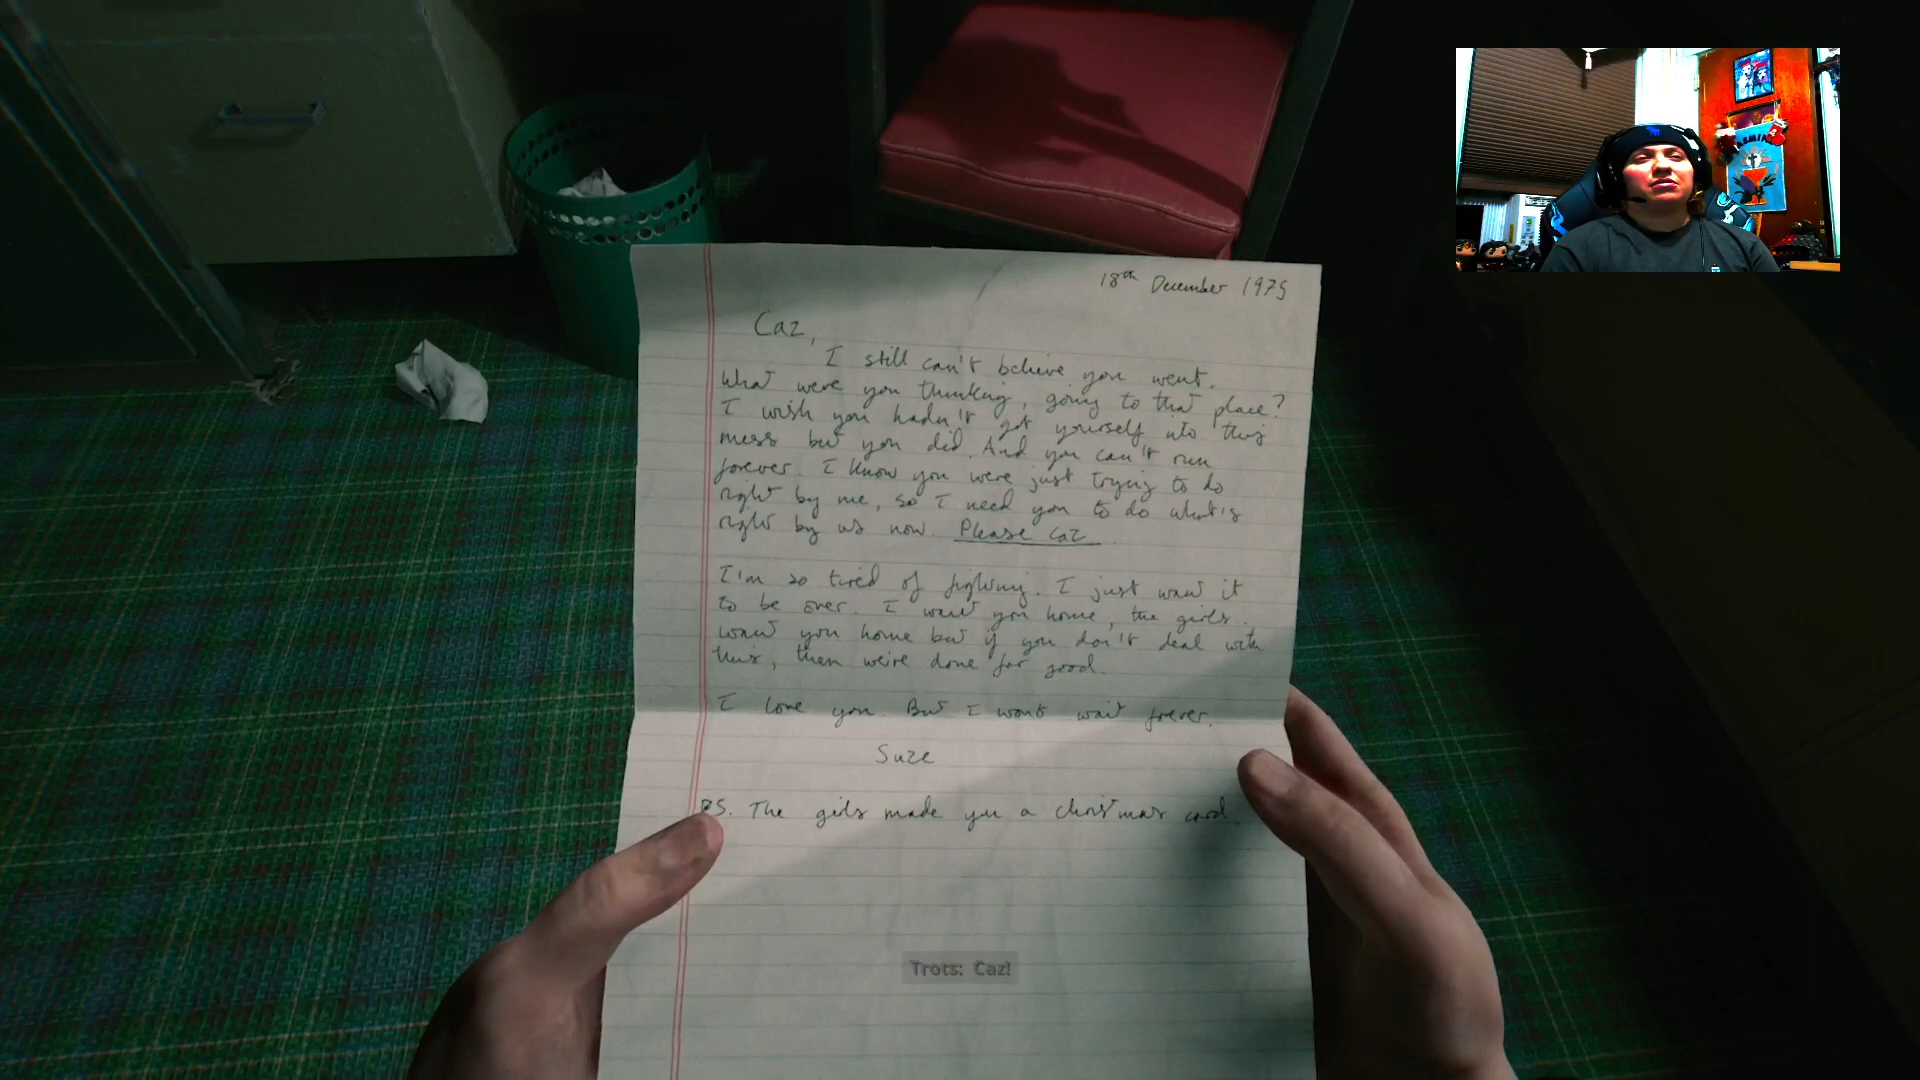 18th December 1975
Caz,
I still can't believe you went.
What were you thinking, going to that place?
I wish you hadn't got yourself into this
mess but you did. And you can't run
forever. I know you were just trying to do
right by me, so I need you to do what's
right by us now. Please Caz
I'm so tired of fighting. I just want it
to be over. I want you home, the girls
want you home but if you don't deal with
this, then we're done for good.
I love you. But I wont wait forever.
Suze
PS. The girls made you a christmas card.
Trots: Caz!